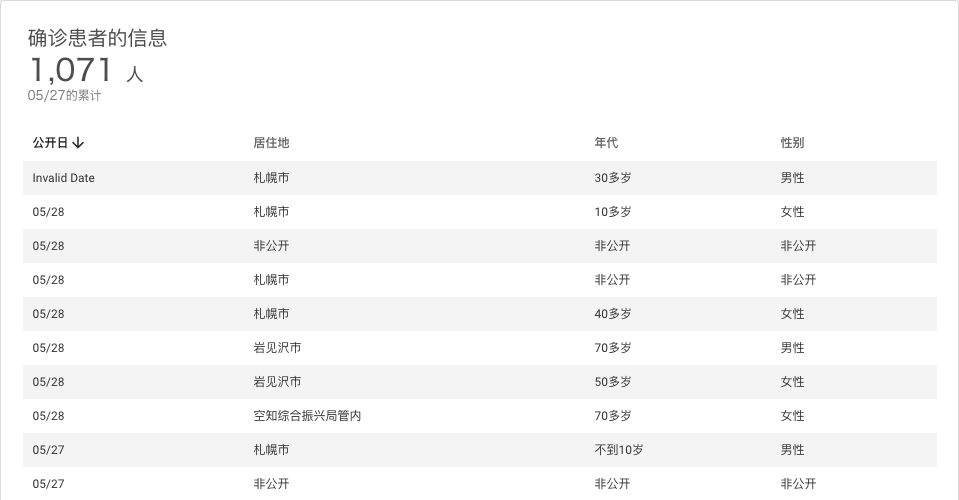 确诊患者的信息
1,071 人
05/27的累计
公开日↓ 居住地 年代 性别
Invalid Date 札幌市 30多岁 男性
05/28 札幌市 10多岁 女性
05/28 非公开 非公开 非公开
05/28 札幌市 非公开 非公开
05/28 札幌市 40多岁 女性
05/28 岩见沢市 70多岁 男性
05/28 岩见沢市 50多岁 女性
05/28 空知综合振兴局管内 70多岁 女性
05/27 札幌市 不到10岁 男性
05/27 非公开 非公开 非公开